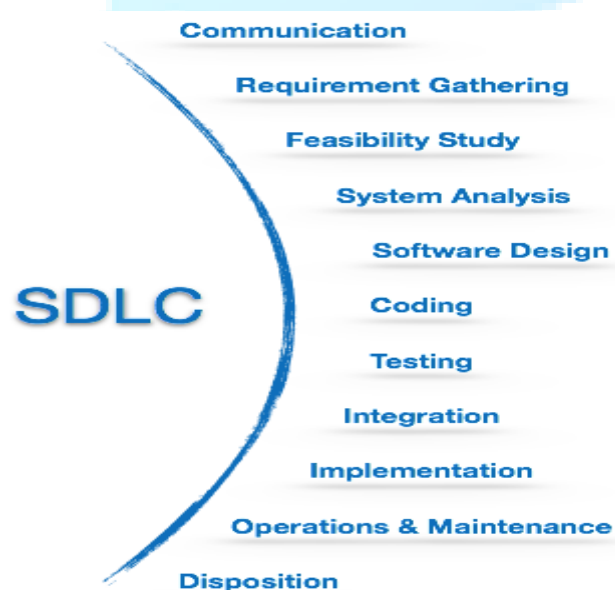 Communication
Requirement Gathering
Feasibility Study
System Analysis
Software Design
SDLC
Coding
Testing
Integration
Implementation
Operations & Maintenance
Disposition